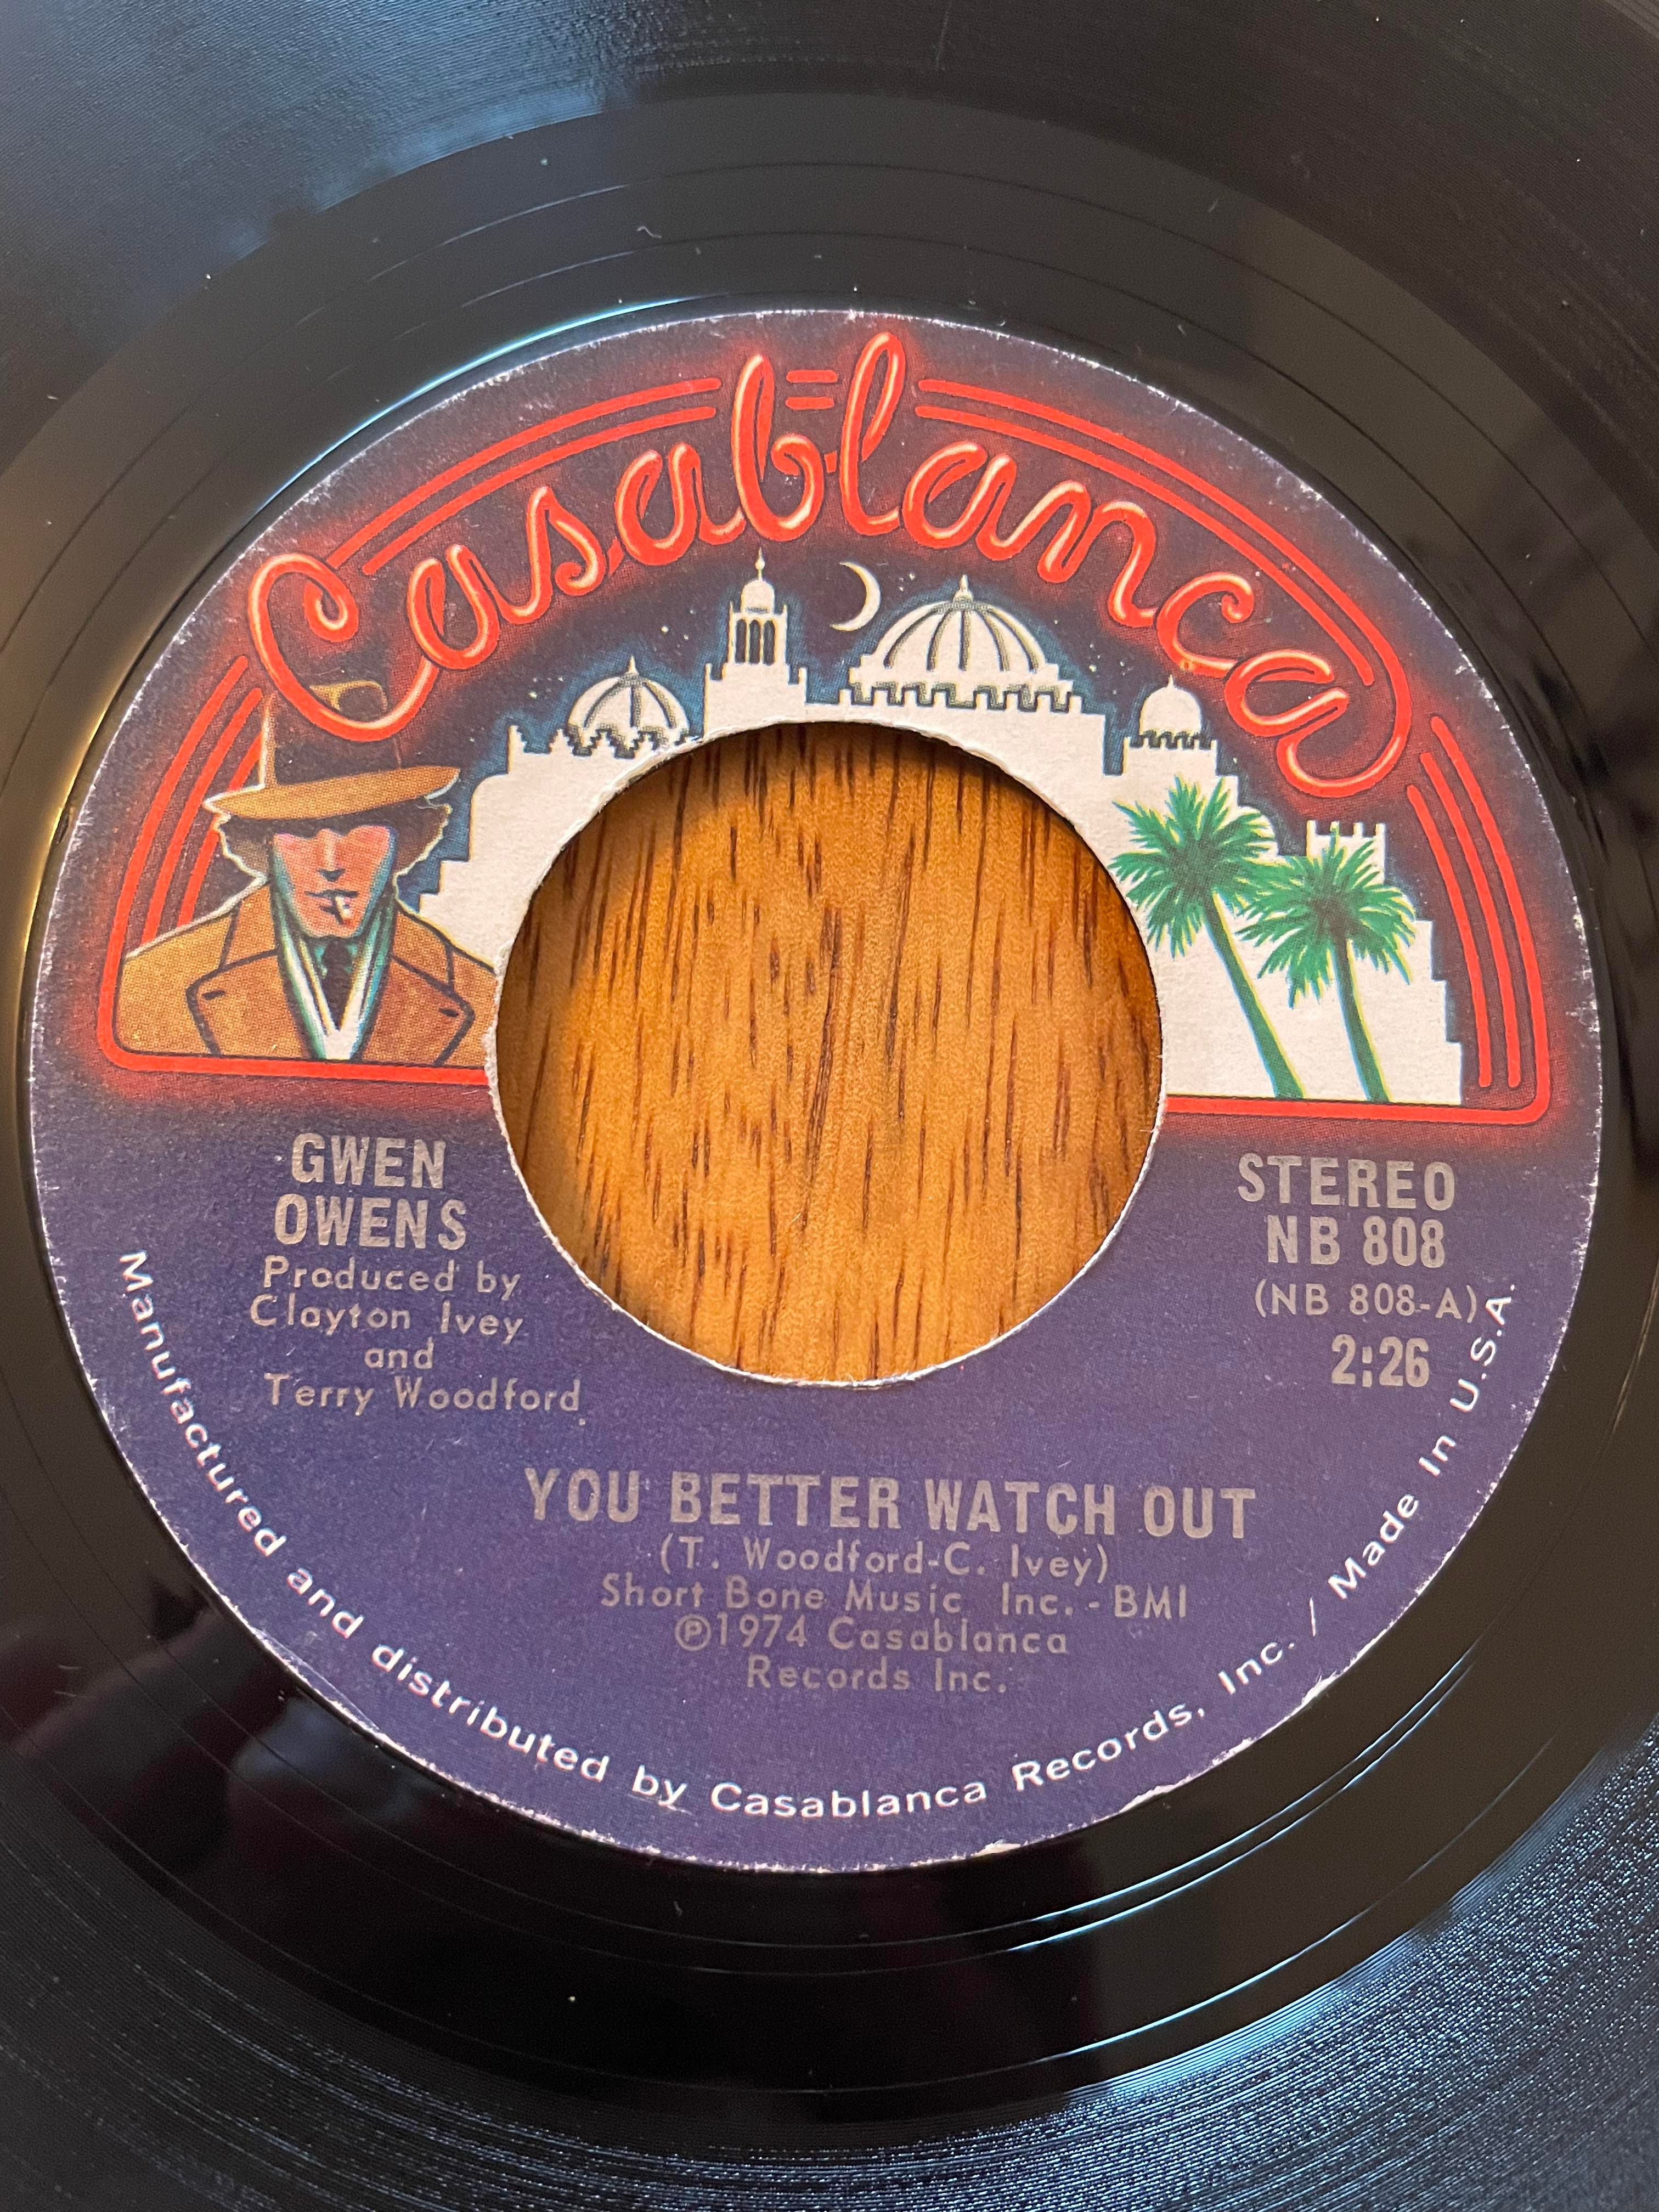 Casablanca
GWEN
OWENS
Produced by
Clayton Ivey
and
Terry Woodford
STEREO
NB 808
(NB 808-A)
2:26
YOU BETTER WATCH OUT
(T. Woodford-C. Ivey)
Short Bone Music Inc. - BMI
℗1974 Casablanca
Records Inc.
Manufactured and distributed by Casablanca Records, Inc. / Made In U.S.A.